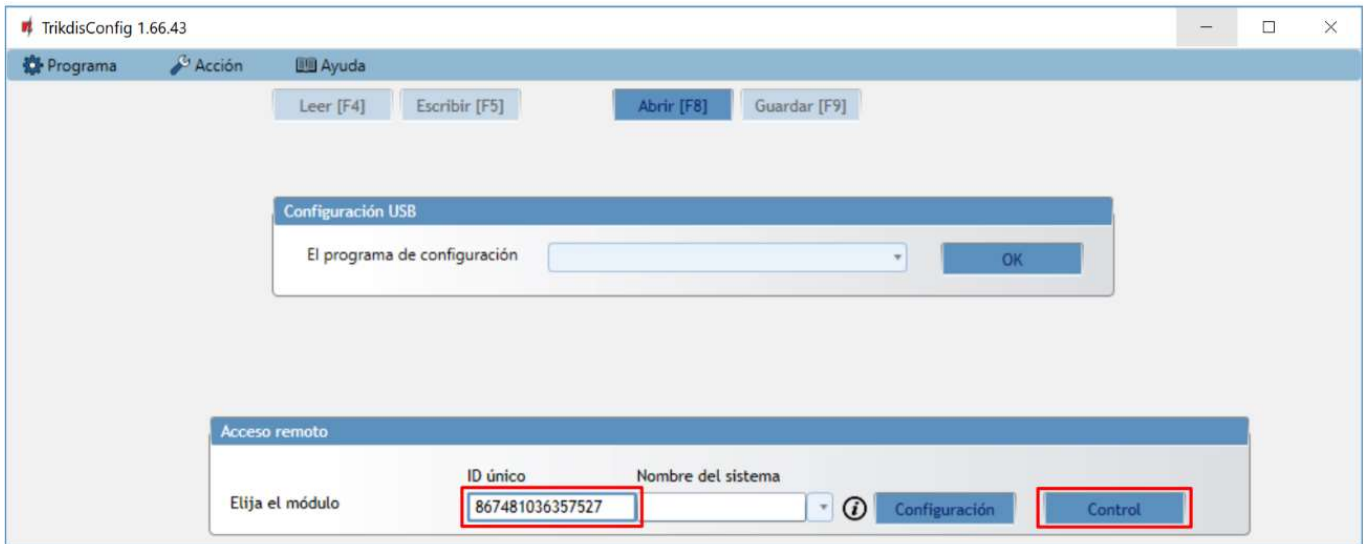 TrikdisConfig 1.66.43
Programa Acción Ayuda
Leer [F4] Escribir [F5] Abrir [F8] Guardar [F9]
Configuración USB
El programa de configuración OK
Acceso remoto
ID único Nombre del sistema
Elija el módulo 867481036357527 i Configuración Control